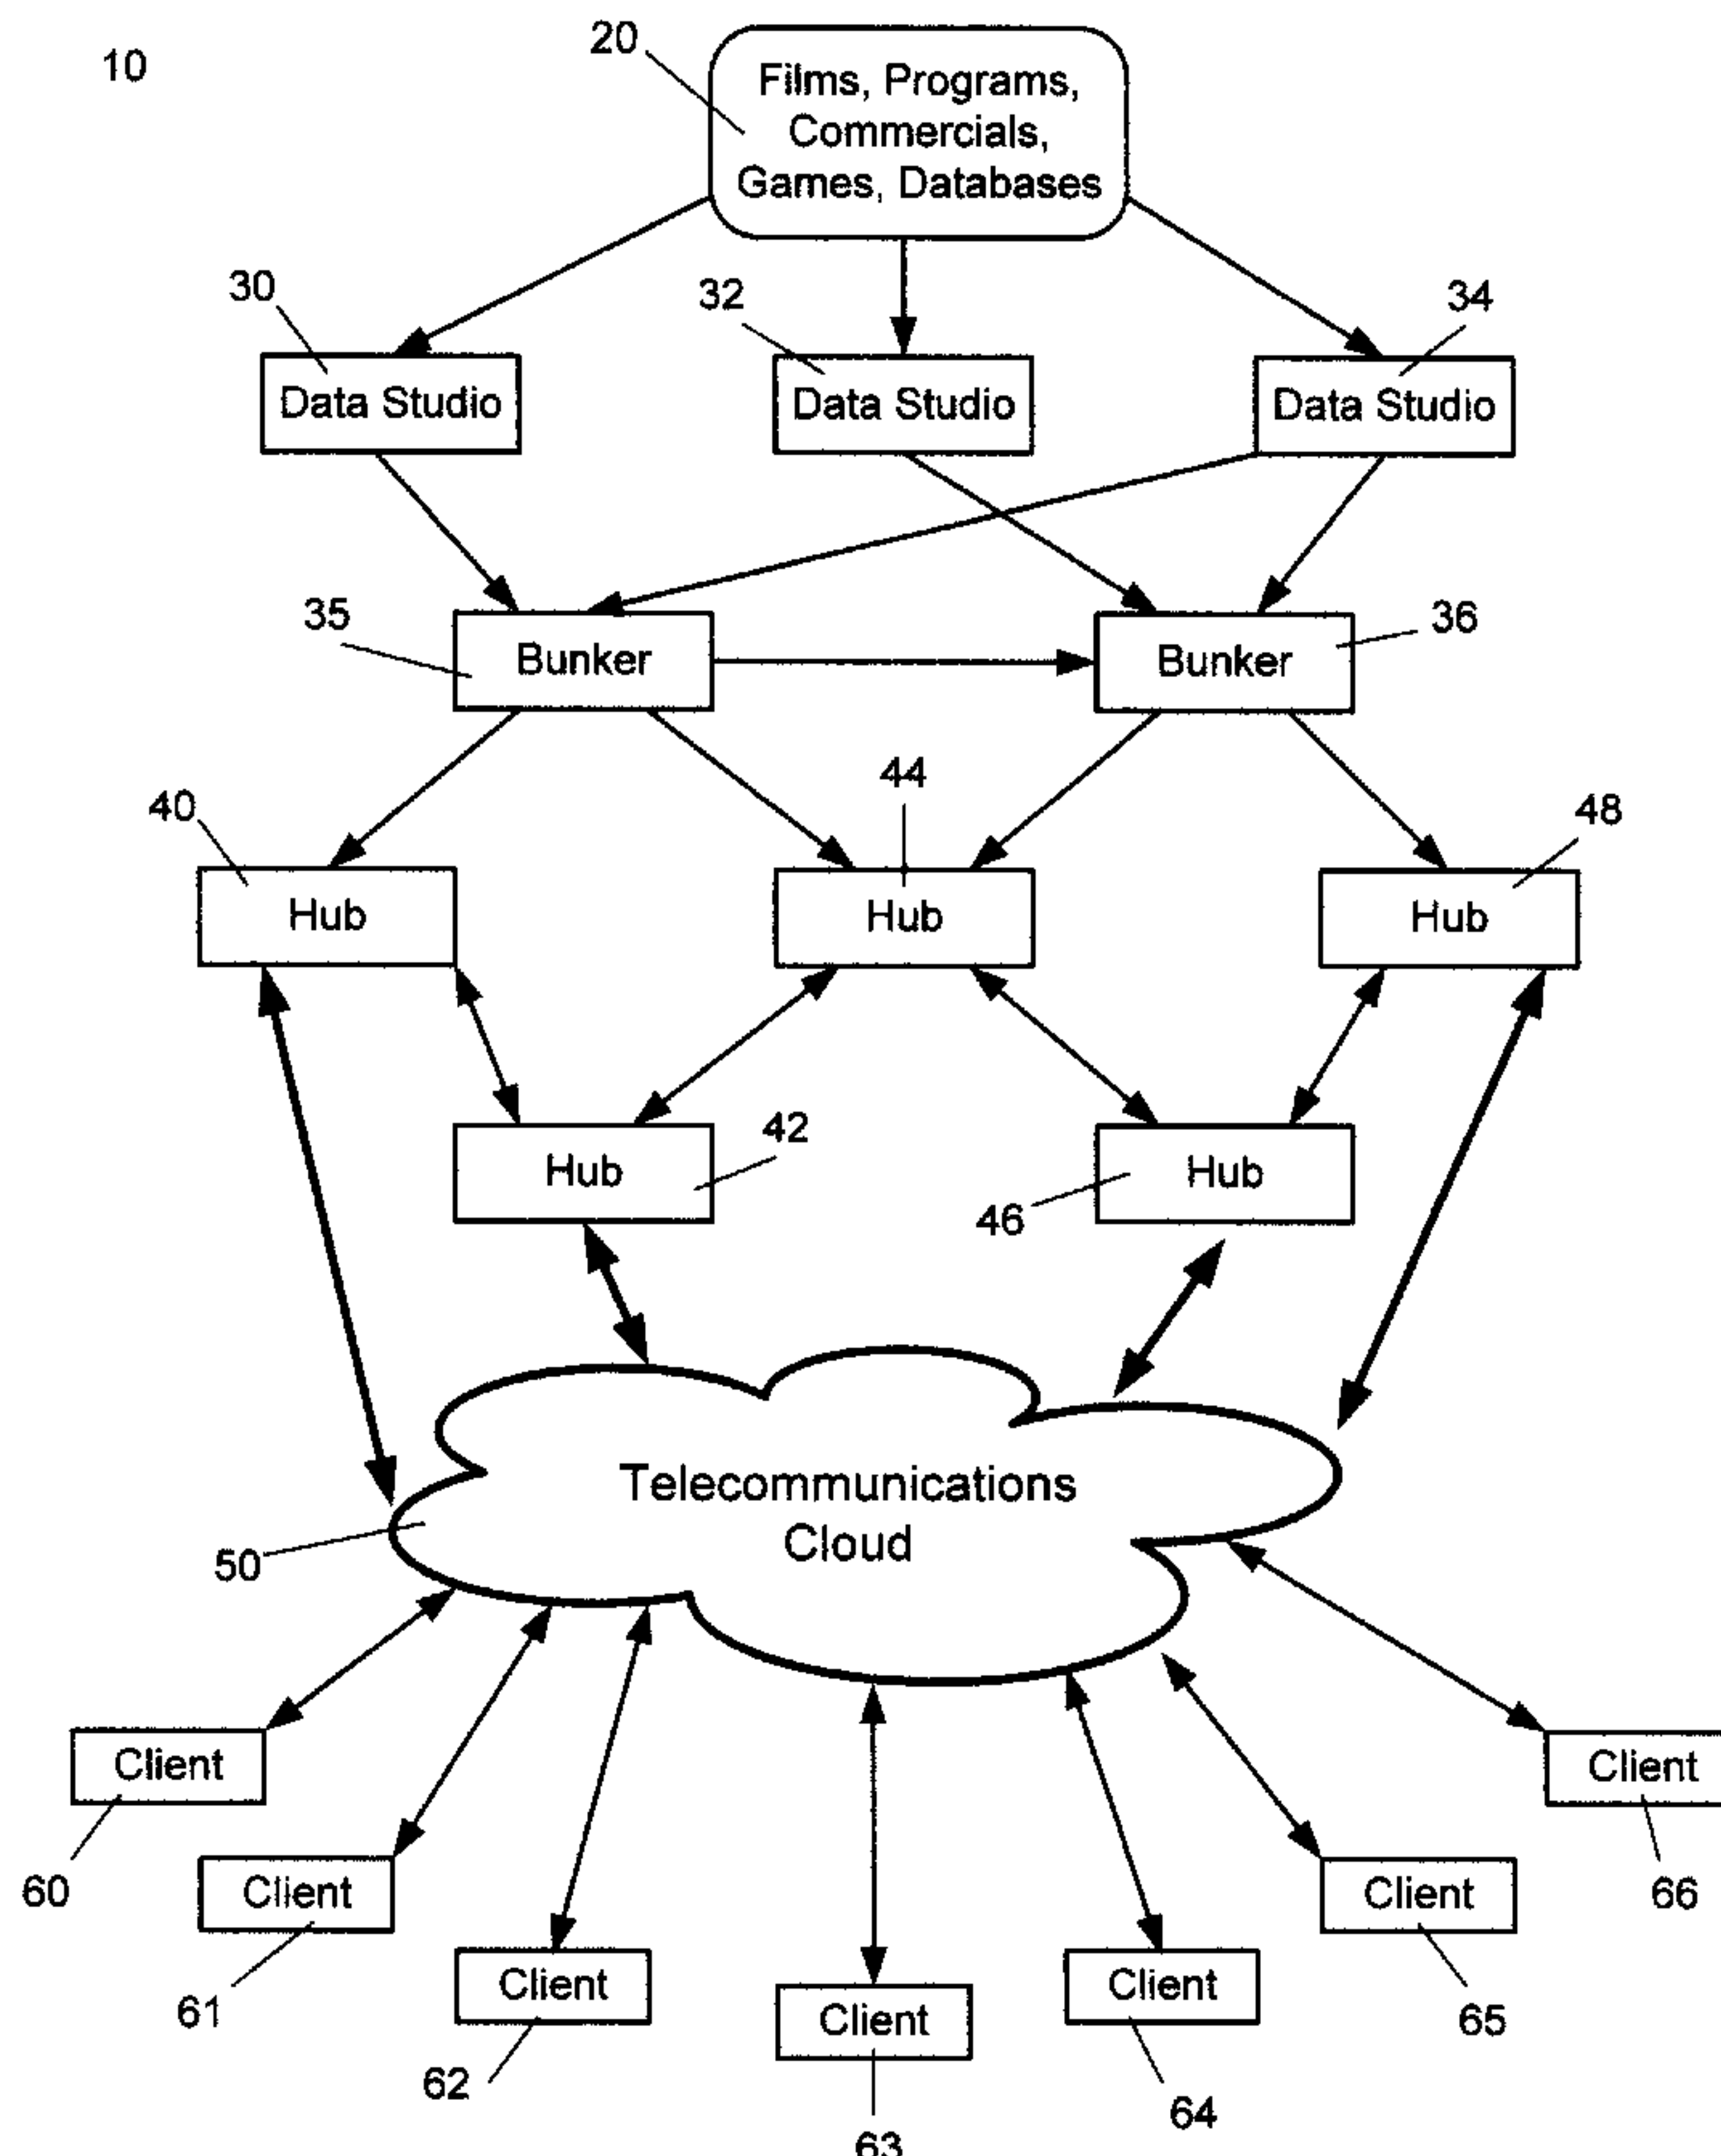 10
20
Films, Programs,
Commercials,
Games, Databases
30
32
34
Data Studio
Data Studio
Data Studio
35
36
Bunker
Bunker
44
40
48
Hub
Hub
Hub
42
Hub
Hub
46
Telecommunications
Cloud
50
Client
Client
60
Client
Client
66
61
Client
Client
65
Client
62
64
63